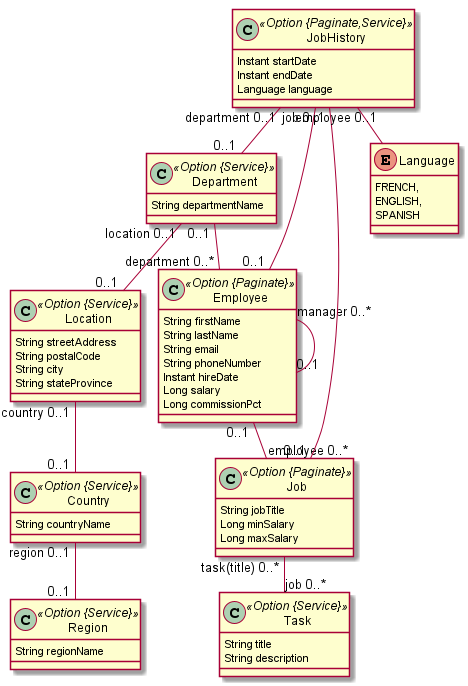 C «Option {Paginate,Service}»
JobHistory
Instant startDate
Instant endDate
Language language
department 0..1
job 0..1
employee 0..1
0..1
C «Option {Service}»
Department
String departmentName
E Language
FRENCH,
ENGLISH,
SPANISH
location 0..1
0..1
0..1
department 0..*
0..1
C «Option {Service}»
Location
String streetAddress
String postalCode
String city
String stateProvince
C «Option {Paginate}»
Employee
String firstName
String lastName
String email
String phoneNumber
Instant hireDate
Long salary
Long commissionPct
manager 0..*
0..1
country 0..1
0..1
0..1
employee 0..*
0..1
C «Option {Service}»
Country
String countryName
C «Option {Paginate}»
Job
String jobTitle
Long minSalary
Long maxSalary
region 0..1
0..1
task(title) 0..*
job 0..*
C «Option {Service}»
Region
String regionName
C «Option {Service}»
Task
String title
String description